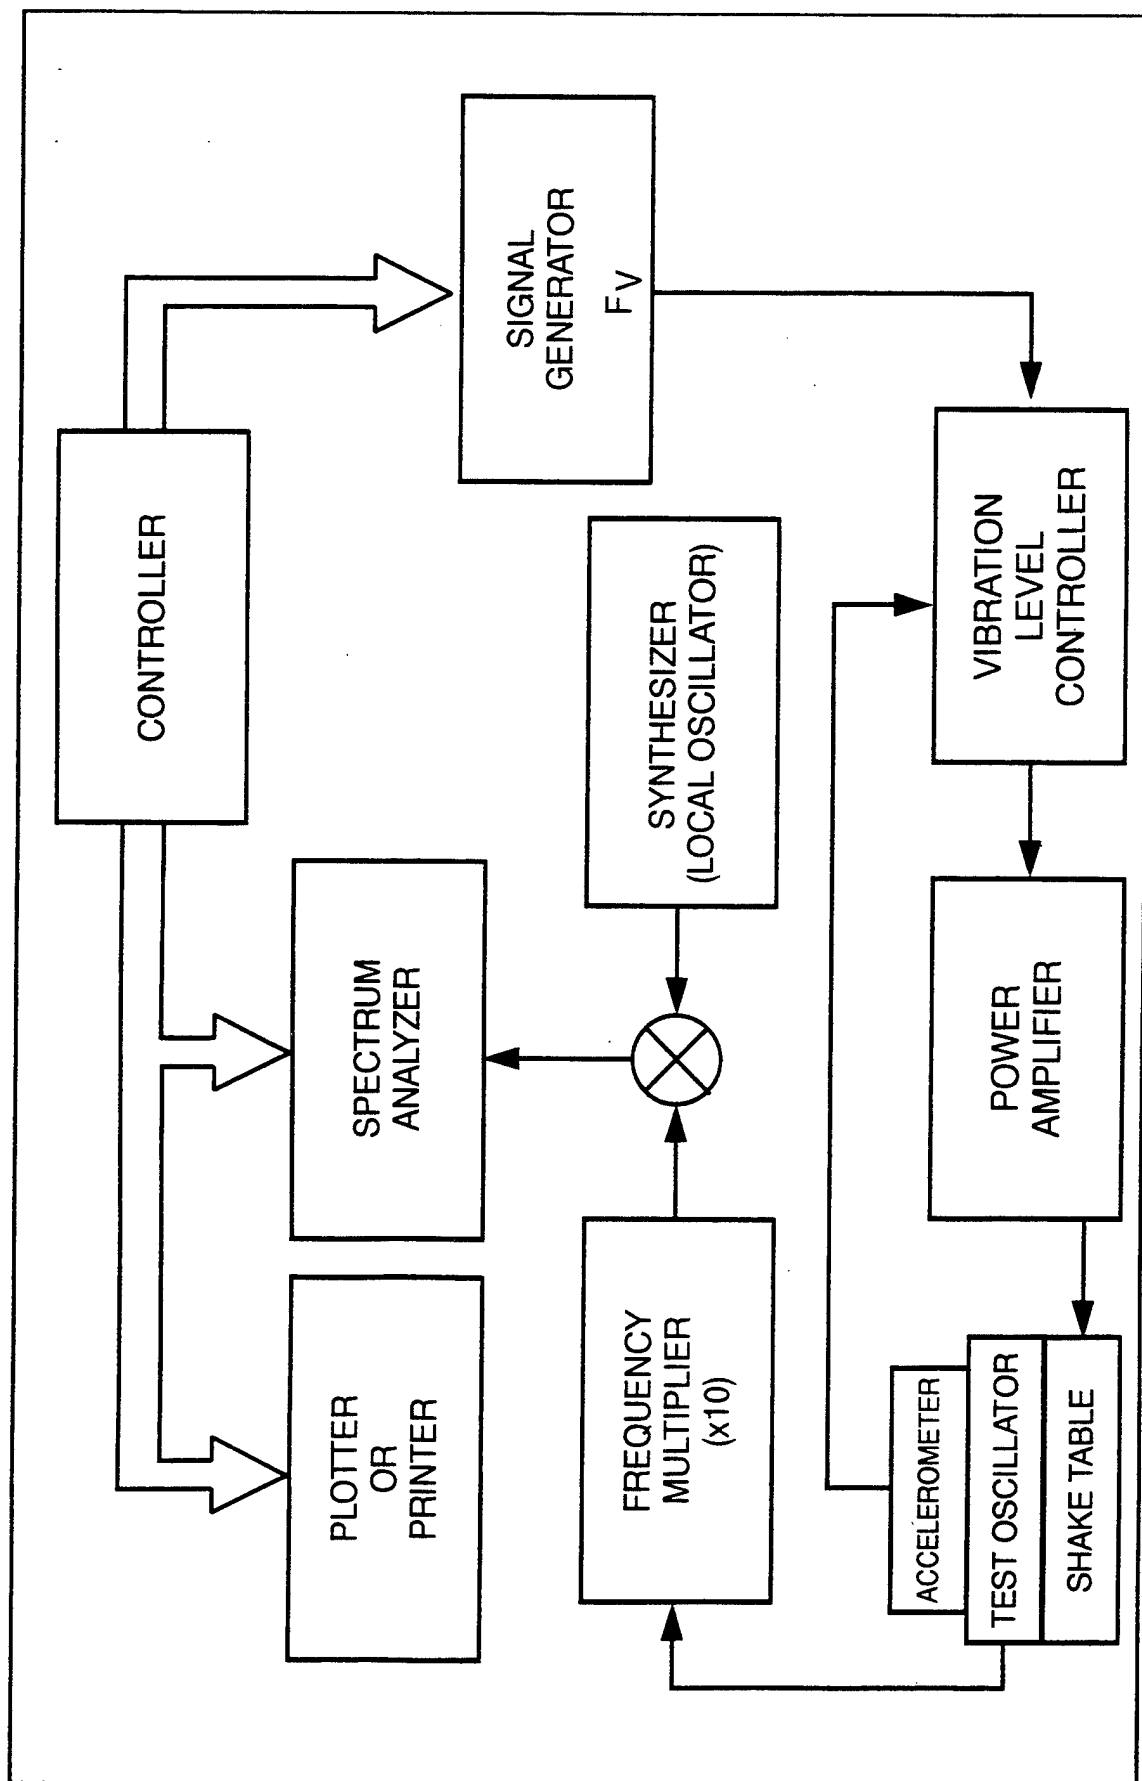 CONTROLLER
SIGNAL
GENERATOR
FV
PLOTTER
OR
PRINTER
SPECTRUM
ANALYZER
FREQUENCY
MULTIPLIER
(x10)
SYNTHESIZER
(LOCAL OSCILLATOR)
ACCELEROMETER
TEST OSCILLATOR
SHAKE TABLE
POWER
AMPLIFIER
VIBRATION
LEVEL
CONTROLLER